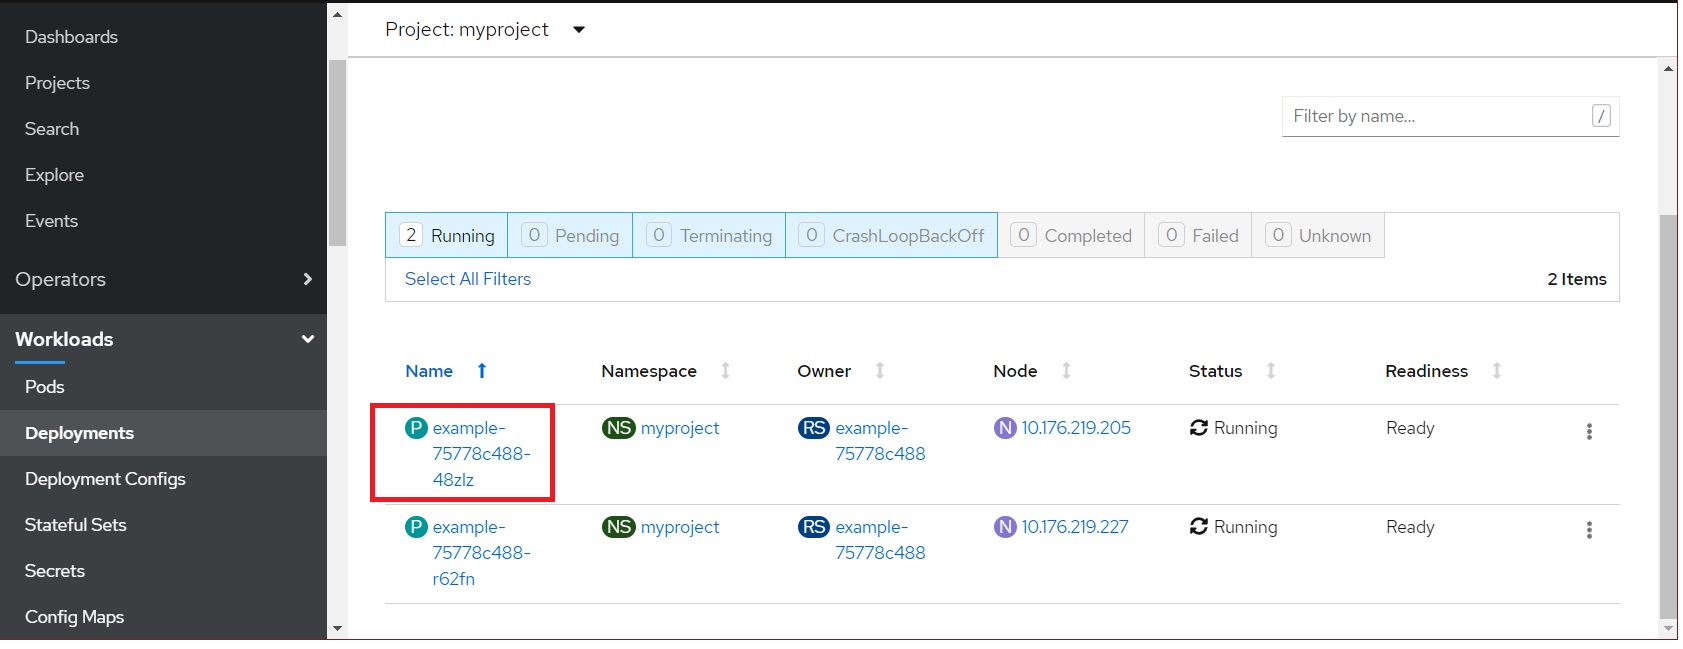 Project: myproject
Dashboards
Projects
Search
Explore
Events
Operators
Workloads
Pods
Deployments
Deployment Configs
Stateful Sets
Secrets
Config Maps
Filter by name... /
2 Running 0 Pending 0 Terminating 0 CrashLoopBackOff 0 Completed 0 Failed 0 Unknown
Select All Filters 2 Items
Name Namespace Owner Node Status Readiness
P example- NS myproject RS example- N 10.176.219.205 Running Ready
75778c488- 75778c488
48zlz
P example- NS myproject RS example- N 10.176.219.227 Running Ready
75778c488- 75778c488
r62fn